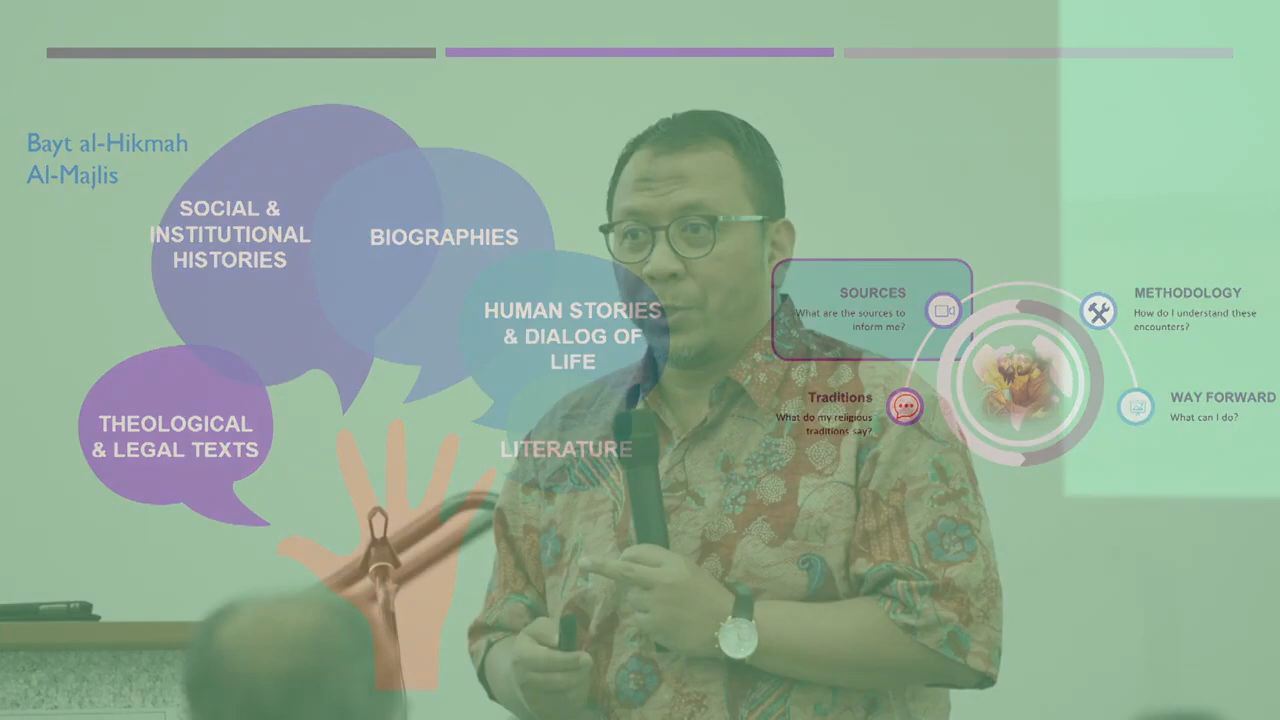 Bayt al-Hikmah
Al-Majlis
SOCIAL &
INSTITUTIONAL
HISTORIES
BIOGRAPHIES
HUMAN STORIES
& DIALOG OF
LIFE
THEOLOGICAL
& LEGAL TEXTS
LITERATURE
SOURCES
What are the sources to
inform me?
METHODOLOGY
How do I understand these
encounters?
Traditions
What do my religious
traditions say?
WAY FORWARD
What can I do?